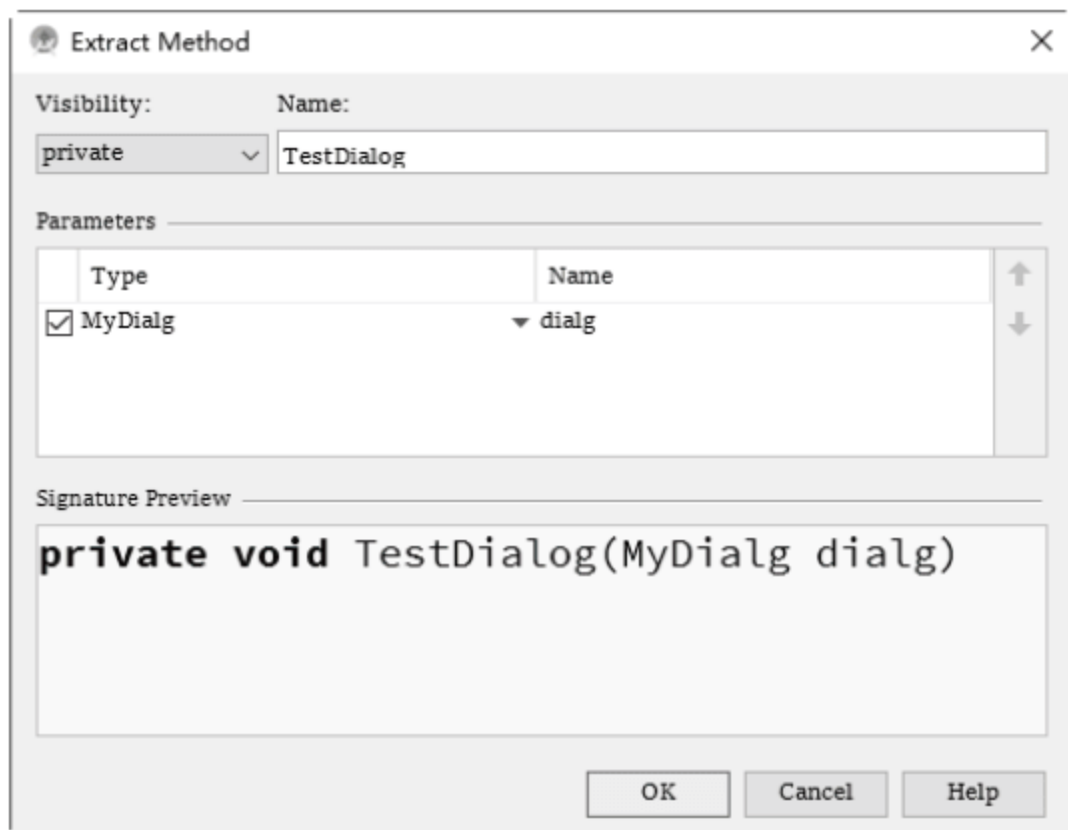 Extract Method
Visibility: Name:
private TestDialog
Parameters
Type Name
MyDialg dialg
Signature Preview
private void TestDialog(MyDialg dialg)
OK Cancel Help